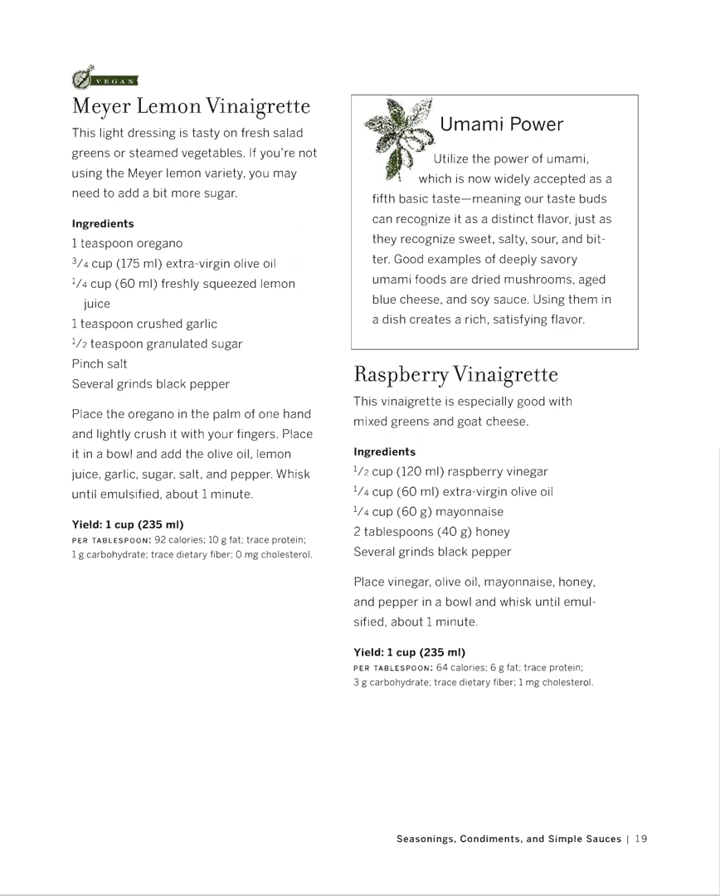 VEGAN
Meyer Lemon Vinaigrette
This light dressing is tasty on fresh salad
greens or steamed vegetables. If you're not
using the Meyer lemon variety, you may
need to add a bit more sugar.
Ingredients
1 teaspoon oregano
3/4 cup (175 ml) extra-virgin olive oil
1/4 cup (60 ml) freshly squeezed lemon
juice
1 teaspoon crushed garlic
1/2 teaspoon granulated sugar
Pinch salt
Several grinds black pepper
Place the oregano in the palm of one hand
and lightly crush it with your fingers. Place
it in a bowl and add the olive oil, lemon
juice, garlic, sugar, salt, and pepper. Whisk
until emulsified, about 1 minute.
Yield: 1 cup (235 ml)
PER TABLESPOON: 92 calories; 10 g fat; trace protein;
1 g carbohydrate; trace dietary fiber; 0 mg cholesterol.
Umami Power
Utilize the power of umami,
which is now widely accepted as a
fifth basic taste—meaning our taste buds
can recognize it as a distinct flavor, just as
they recognize sweet, salty, sour, and bit-
ter. Good examples of deeply savory
umami foods are dried mushrooms, aged
blue cheese, and soy sauce. Using them in
a dish creates a rich, satisfying flavor.
Raspberry Vinaigrette
This vinaigrette is especially good with
mixed greens and goat cheese.
Ingredients
1/2 cup (120 ml) raspberry vinegar
1/4 cup (60 ml) extra-virgin olive oil
1/4 cup (60 g) mayonnaise
2 tablespoons (40 g) honey
Several grinds black pepper
Place vinegar, olive oil, mayonnaise, honey,
and pepper in a bowl and whisk until emul-
sified, about 1 minute.
Yield: 1 cup (235 ml)
PER TABLESPOON: 64 calories; 6 g fat; trace protein;
3 g carbohydrate; trace dietary fiber; 1 mg cholesterol.
Seasonings, Condiments, and Simple Sauces | 19